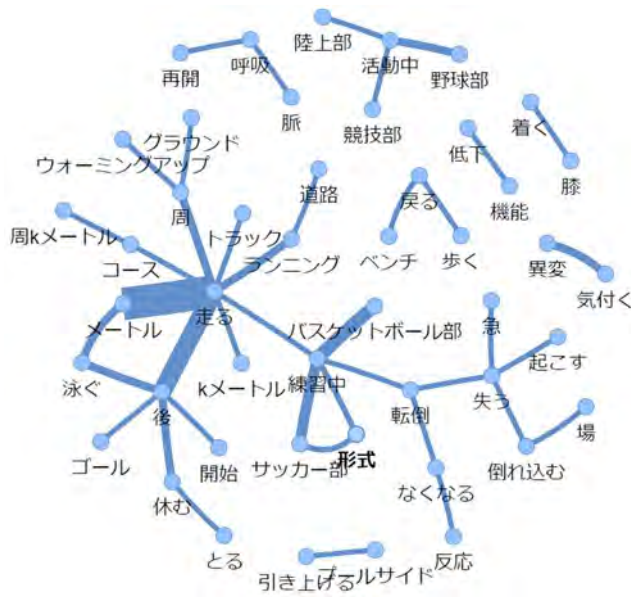 陸上部
再開
呼吸
活動中
野球部
脈
競技部
グラウンド
ウォーミングアップ
着く
低下
膝
機能
道路
戻る
周
周kメートル
トラック
ランニング
ベンチ
歩く
異変
コース
気付く
メートル
走る
バスケットボール部
急
起こす
泳ぐ
kメートル
練習中
転倒
失う
後
場
ゴール
開始
サッカー部
形式
倒れ込む
休む
なくなる
とる
反応
引き上げる
プールサイド